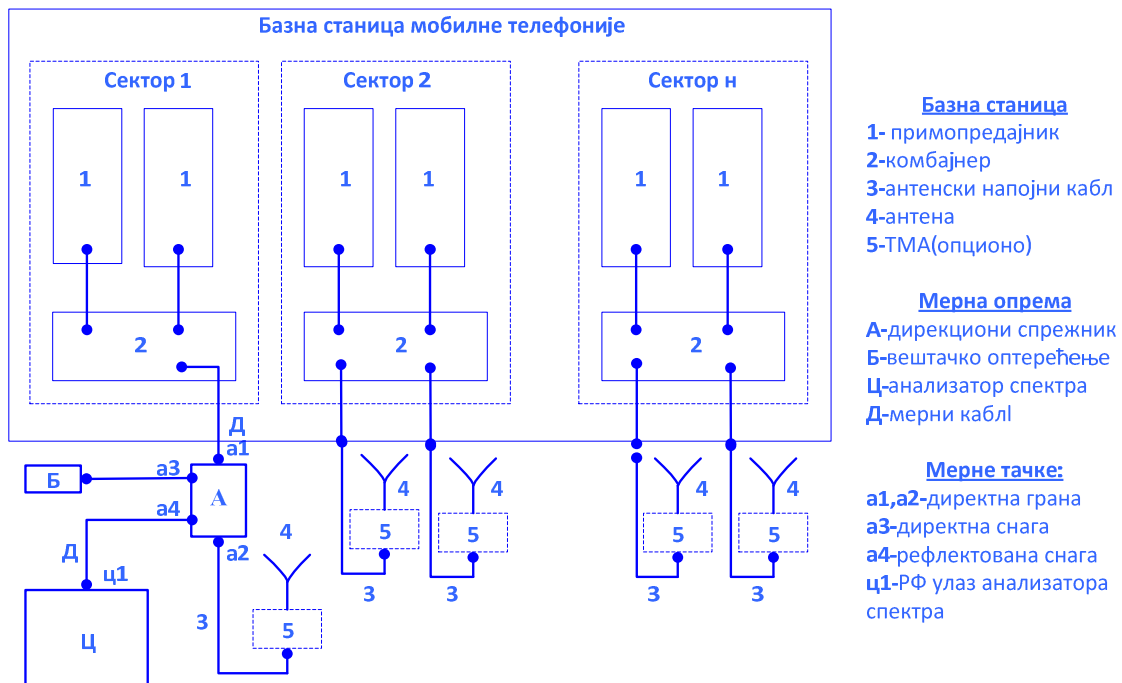 Базна станица мобилне телефоније
Сектор 1
Сектор 2
Сектор н
1
1
1
1
1
1
2
2
2
Д
а1
а3
Б
А
а4
а2
Д
ц1
Ц
3
4
5
4
5
3
4
5
3
4
5
3
4
5
3
Базна станица
1- примопредајник
2-комбајнер
3-антенски напојни кабл
4-антена
5-ТМА(опционо)
Мерна опрема
А-дирекциони спрежник
Б-вештачко оптерећење
Ц-анализатор спектра
Д-мерни каблl
Мерне тачке:
а1,а2-директна грана
а3-директна снага
а4-рефлектована снага
ц1-РФ улаз анализатора
спектра